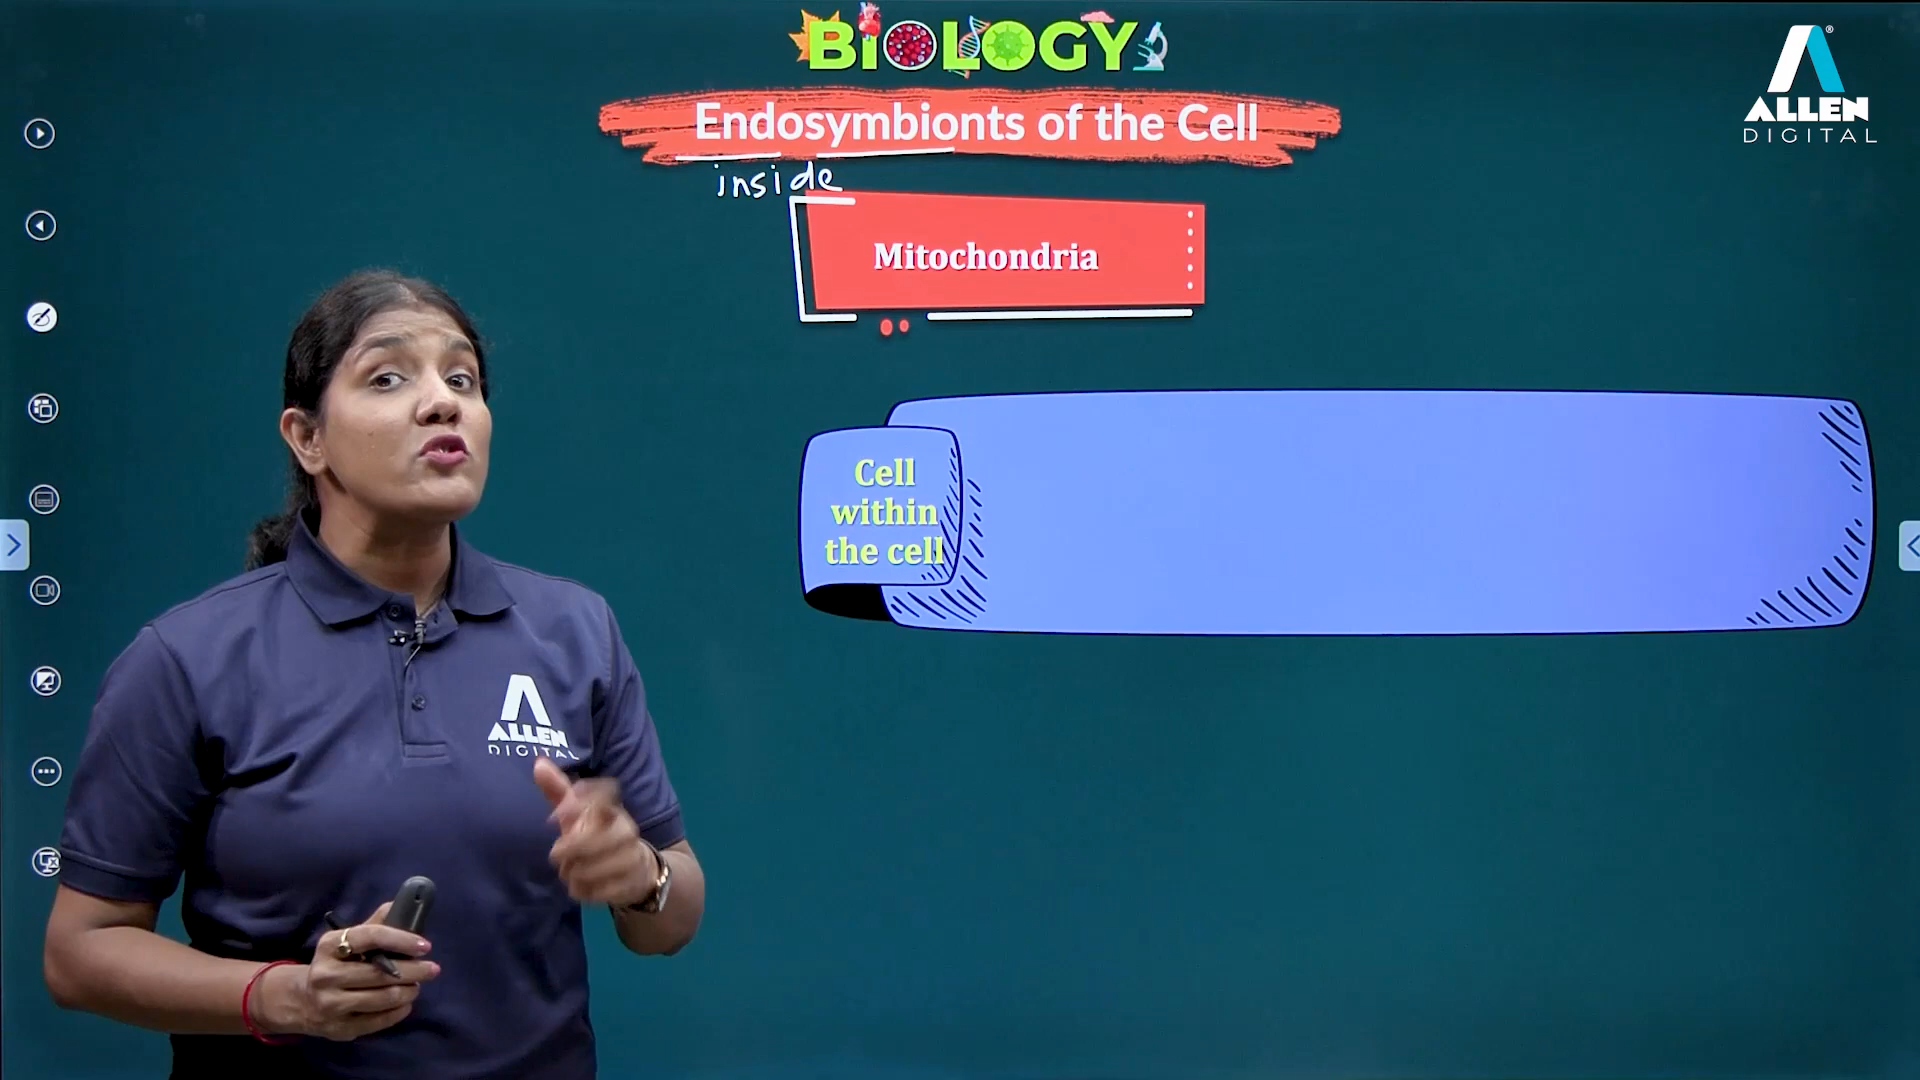 BIOLOGY
ALLEN
DIGITAL
Endosymbionts of the Cell
inside
Mitochondria
Cell
within
the cell
ALLEN
DIGITAL